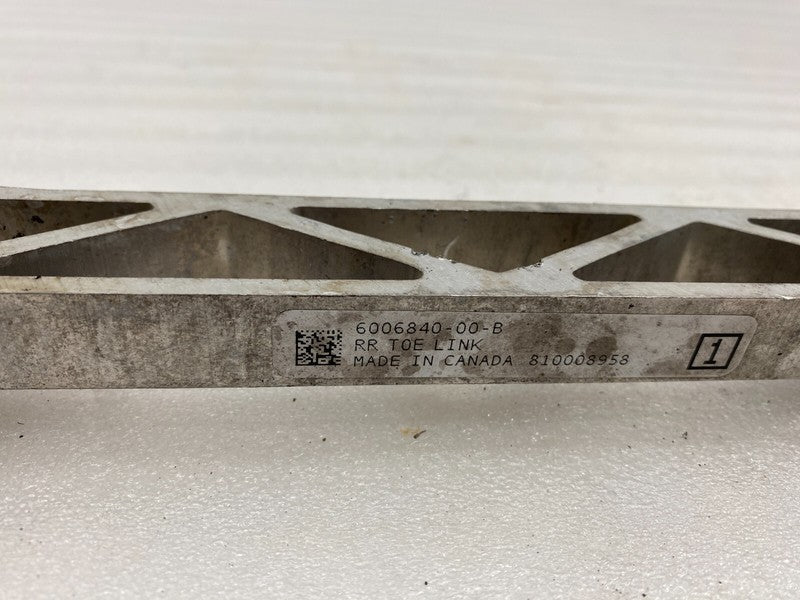 6006840-00-B
RR TOE LINK
MADE IN CANADA 810008958
1